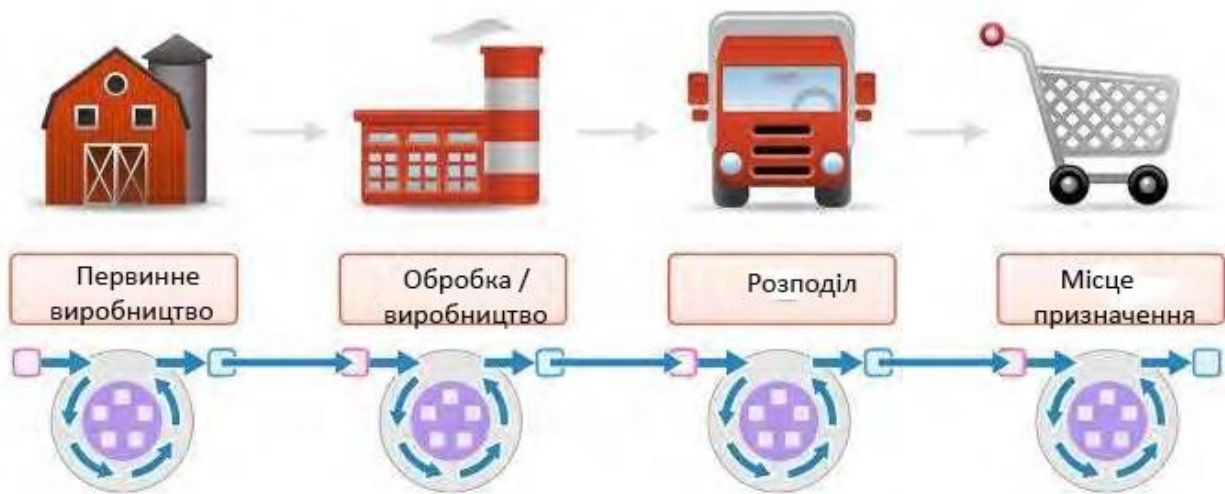 Первинне
виробництво
Обробка /
виробництво
Розподіл
Місце
призначення